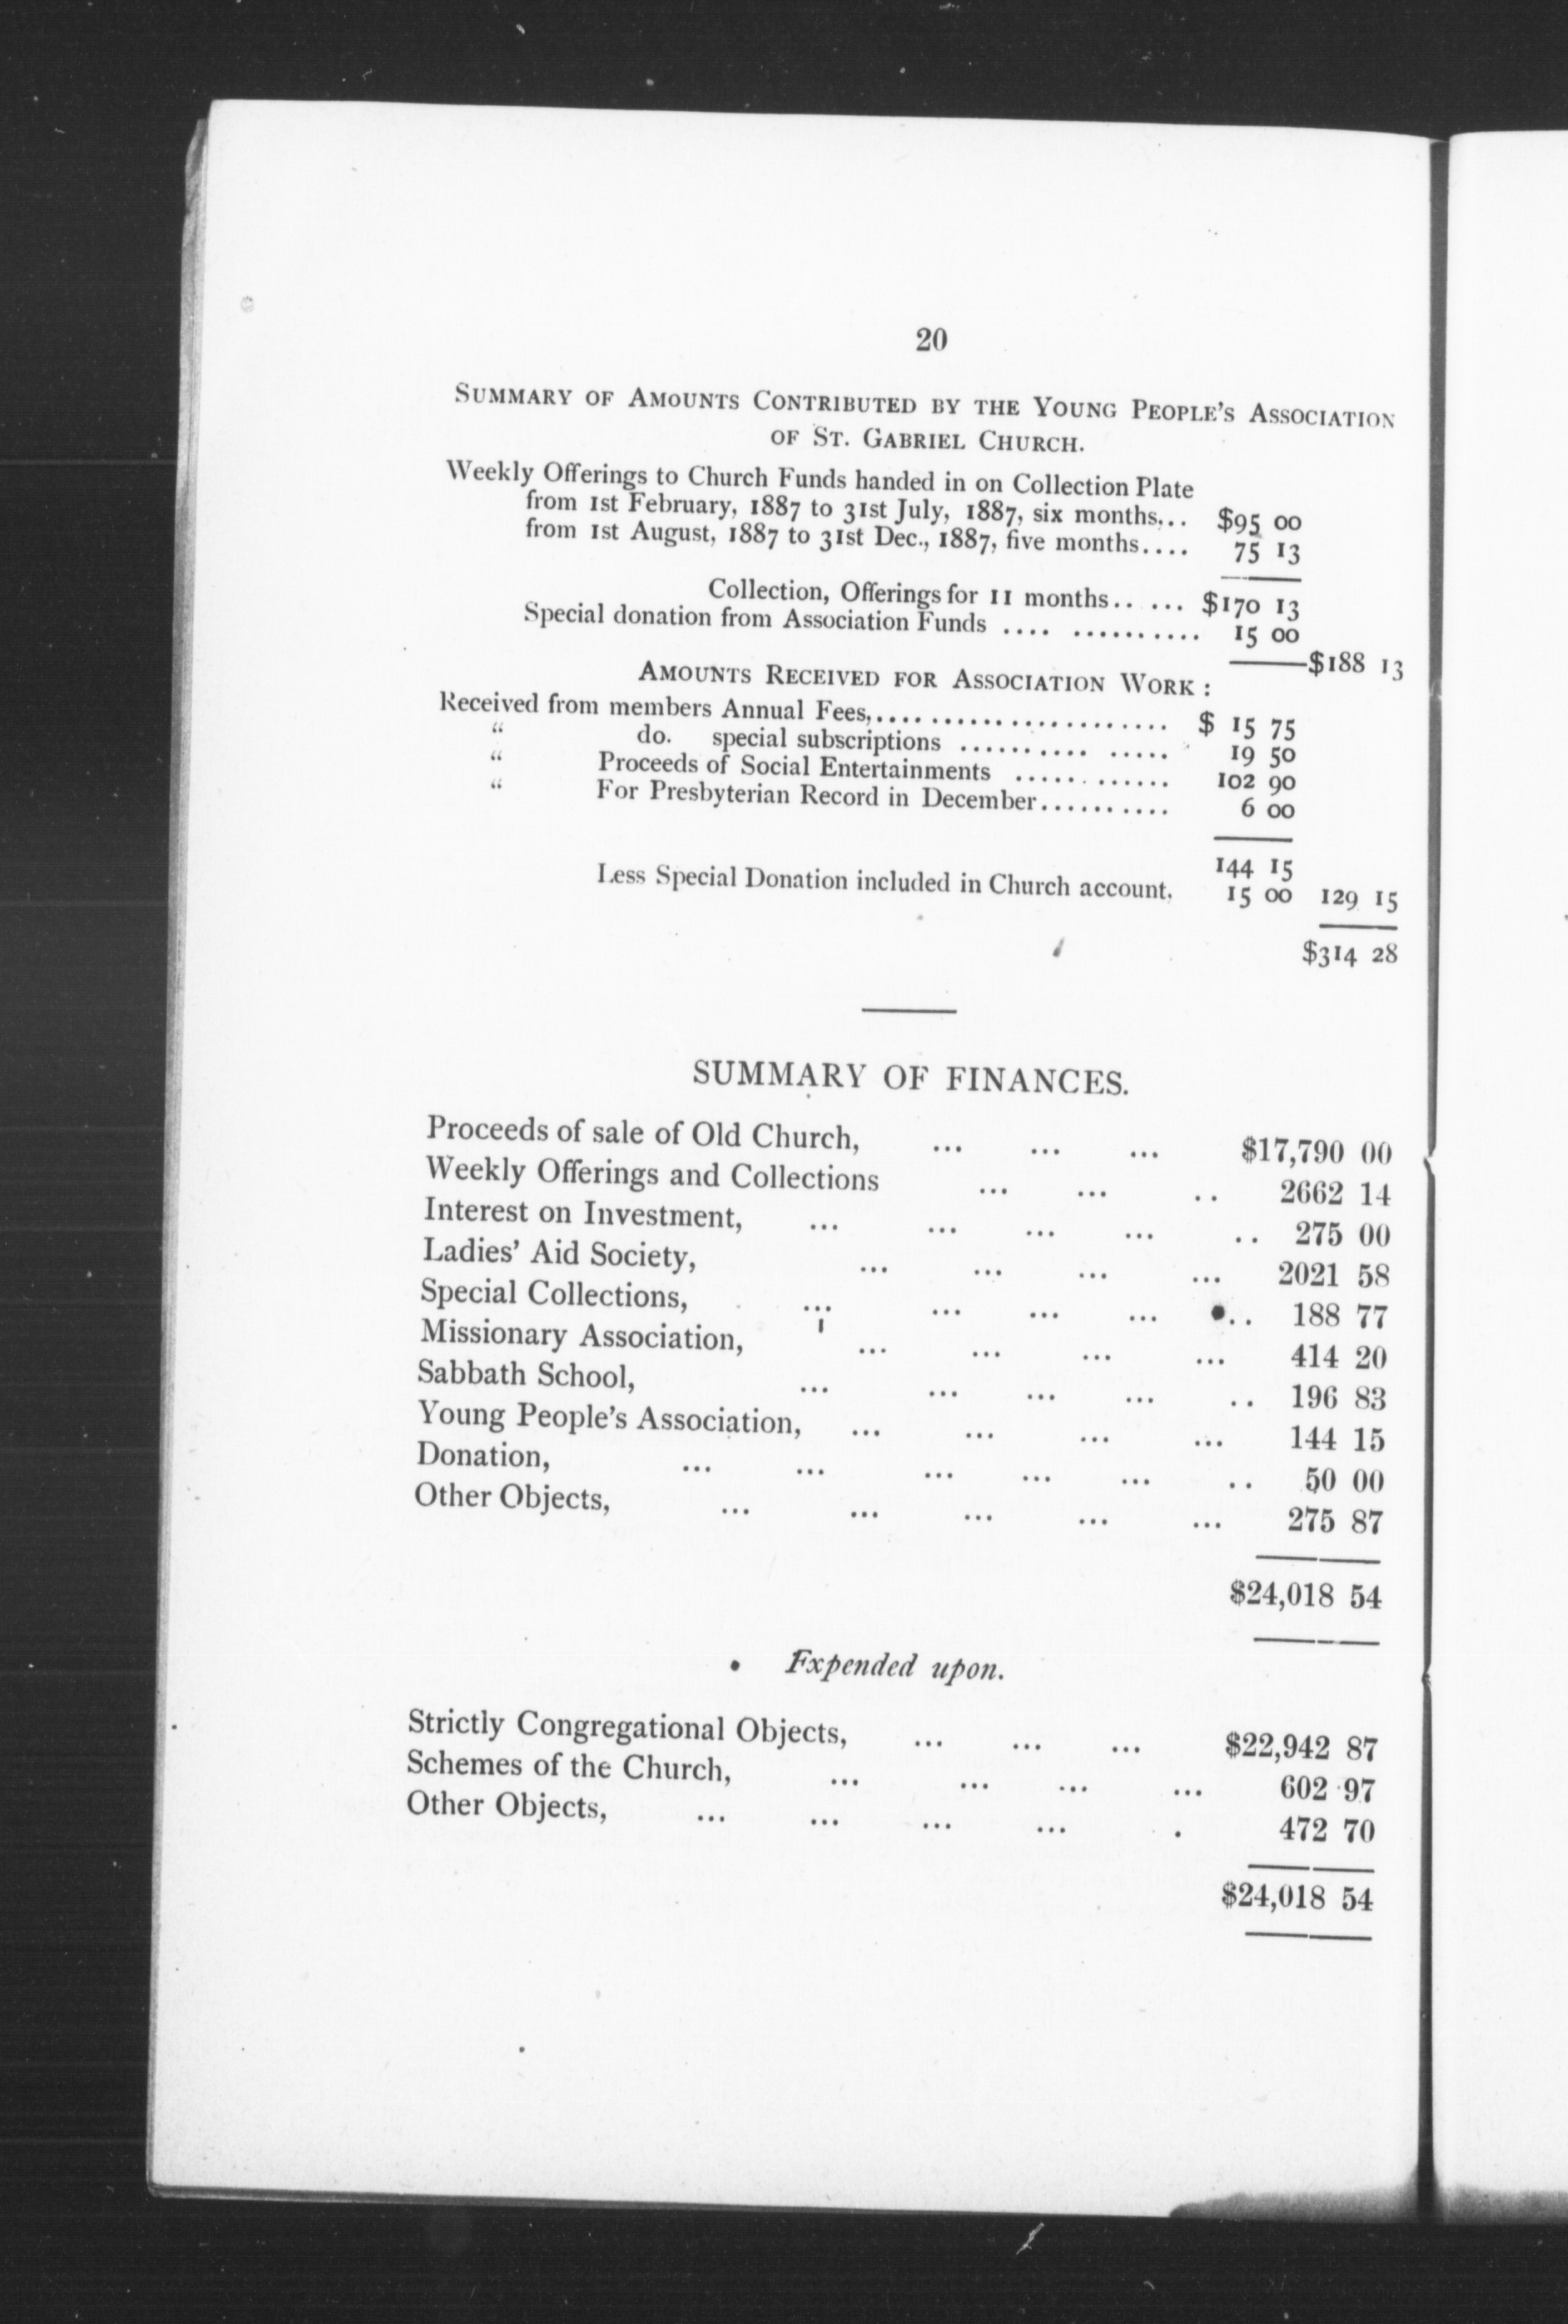 20
SUMMARY OF AMOUNTS CONTRIBUTED BY THE YOUNG PEOPLE'S ASSOCIATION
OF ST. GABRIEL CHURCH.
Weekly Offerings to Church Funds handed in on Collection Plate
from 1st February, 1887 to 31st July, 1887, six months... $95 00
from 1st August, 1887 to 31st Dec., 1887, five months.... 75 13
Collection, Offerings for 11 months.. ... $170 13
Special donation from Association Funds .... .......... 15 00
$188 13
AMOUNTS RECEIVED FOR ASSOCIATION WORK :
Received from members Annual Fees,..................... $ 15 75
“ do. special subscriptions .......... ..... 19 50
“ Proceeds of Social Entertainments ..... ...... 102 90
“ For Presbyterian Record in December.......... 6 00
144 15
Less Special Donation included in Church account. 15 00 129 15
$314 28
SUMMARY OF FINANCES.
Proceeds of sale of Old Church, ... ... ... $17,790 00
Weekly Offerings and Collections ... ... .. 2662 14
Interest on Investment, ... ... ... ... .. 275 00
Ladies' Aid Society, ... ... ... ... 2021 58
Special Collections, ... ... ... ... .. 188 77
Missionary Association, ... ... ... ... 414 20
Sabbath School, ... ... ... ... .. 196 83
Young People's Association, ... ... ... ... 144 15
Donation, ... ... ... ... ... .. 50 00
Other Objects, ... ... ... ... ... 275 87
$24,018 54
Expended upon.
Strictly Congregational Objects, ... ... ... $22,942 87
Schemes of the Church, ... ... ... ... 602 97
Other Objects, ... ... ... ... . 472 70
$24,018 54